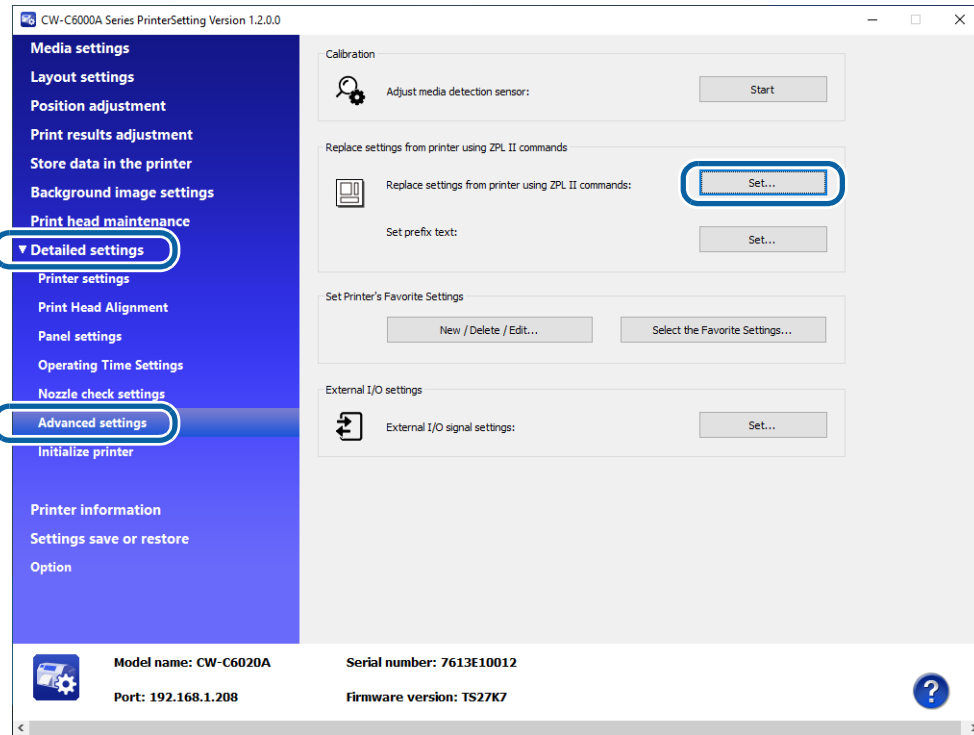 CW-C6000A Series PrinterSetting Version 1.2.0.0
Media settings
Layout settings
Position adjustment
Print results adjustment
Store data in the printer
Background image settings
Print head maintenance
▼ Detailed settings
Printer settings
Print Head Alignment
Panel settings
Operating Time Settings
Nozzle check settings
Advanced settings
Initialize printer
Printer information
Settings save or restore
Option
Calibration
Adjust media detection sensor:
Start
Replace settings from printer using ZPL II commands
Replace settings from printer using ZPL II commands:
Set...
Set prefix text:
Set...
Set Printer's Favorite Settings
New / Delete / Edit...
Select the Favorite Settings...
External I/O settings
External I/O signal settings:
Set...
Model name: CW-C6020A
Serial number: 7613E10012
Port: 192.168.1.208
Firmware version: TS27K7
?